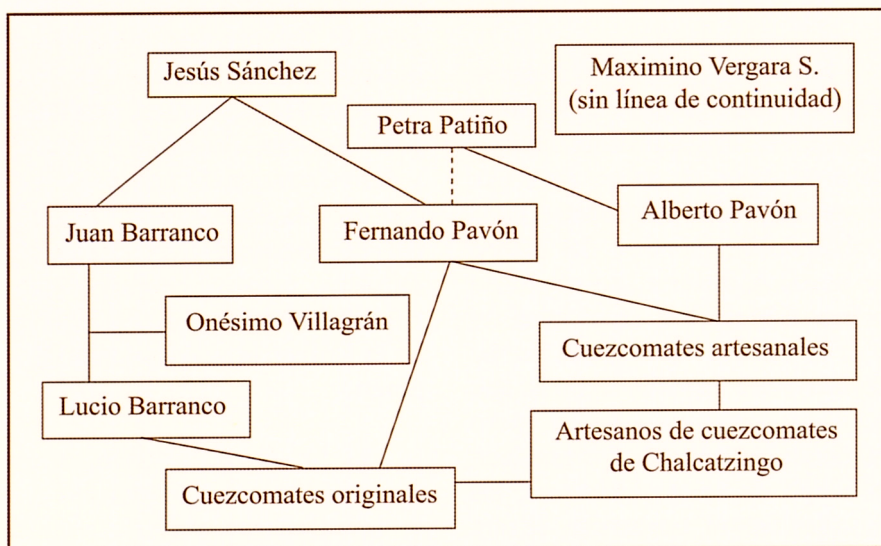 Jesús Sánchez
Maximino Vergara S.
(sin línea de continuidad)
Petra Patiño
Juan Barranco
Fernando Pavón
Alberto Pavón
Onésimo Villagrán
Cuezcomates artesanales
Lucio Barranco
Artesanos de cuezcomates
de Chalcatzingo
Cuezcomates originales